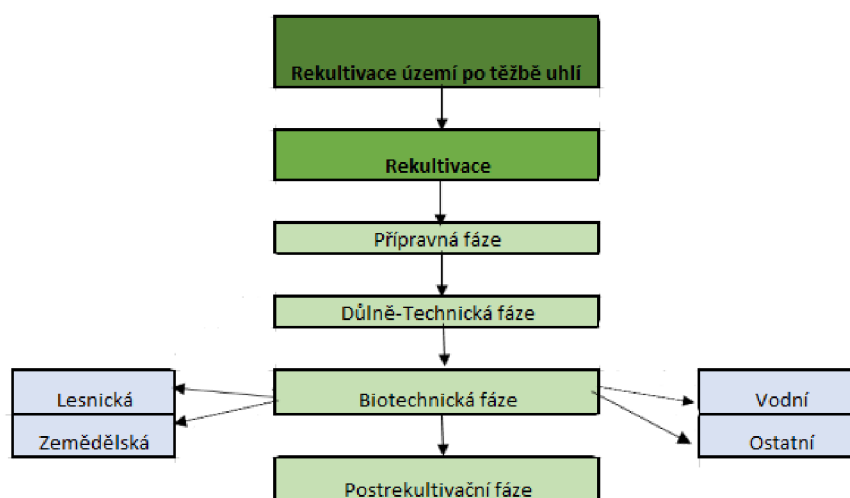 Rekultivace území po těžbě uhlí
Rekultivace
Přípravná fáze
Důlně-Technická fáze
Lesnická
Biotechnická fáze
Vodní
Zemědělská
Ostatní
Postrekultivační fáze